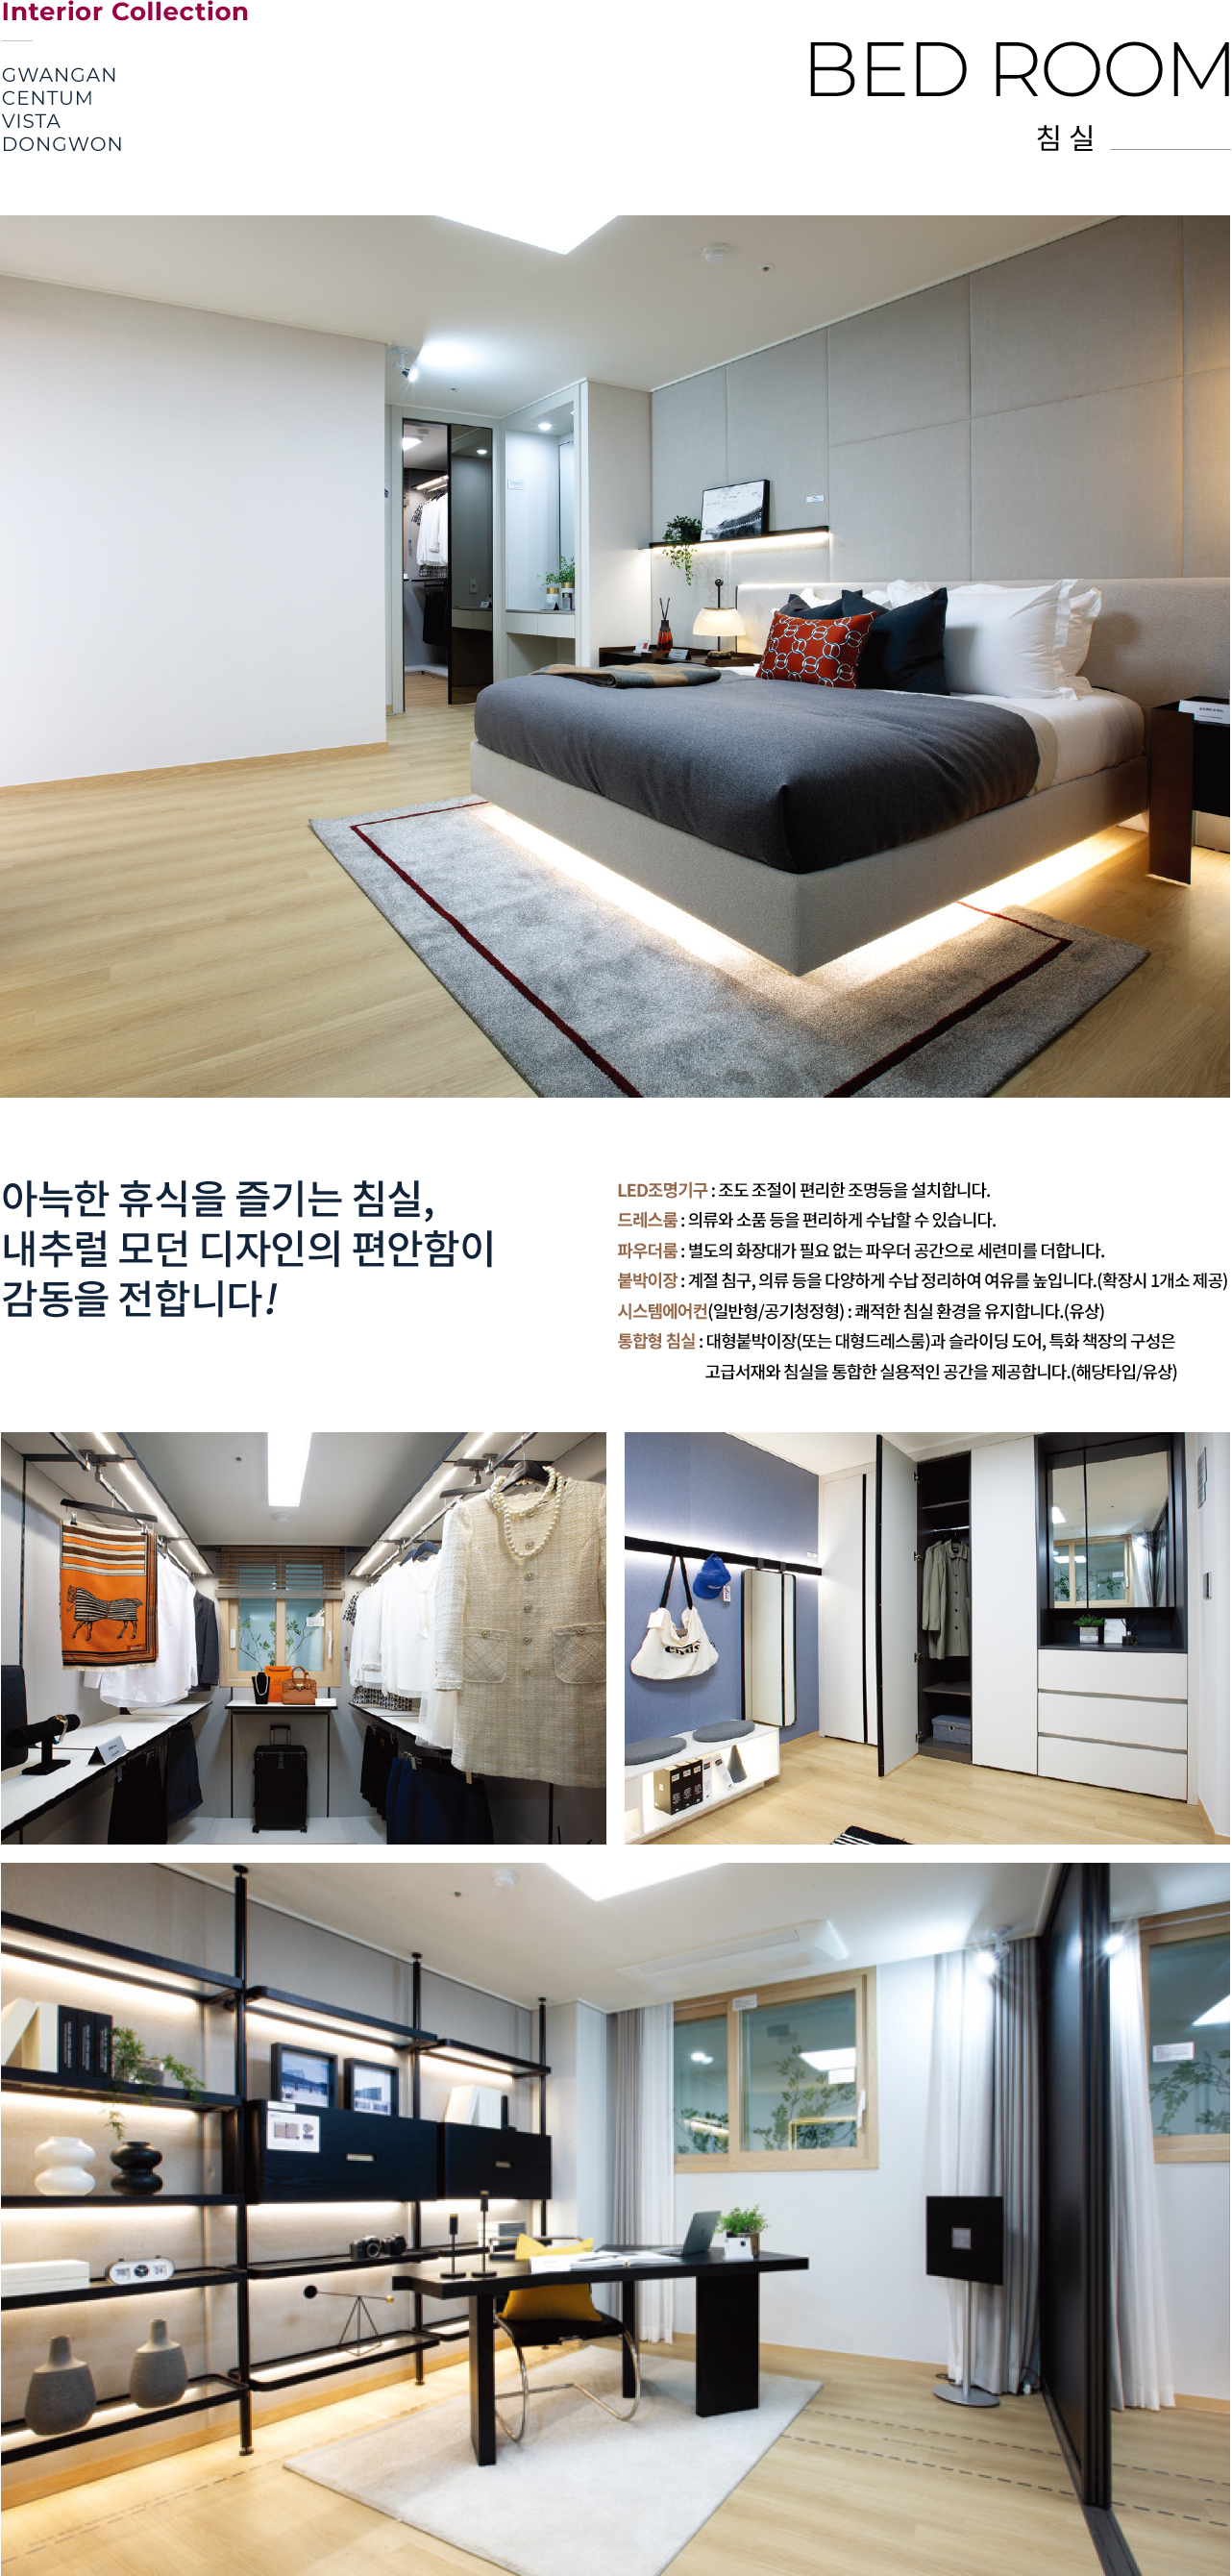 Interior Collection
GWANGAN
CENTUM
VISTA
DONGWON
BED ROOM
침 실
아늑한 휴식을 즐기는 침실,
내추럴 모던 디자인의 편안함이
감동을 전합니다!
LED조명기구 : 조도 조절이 편리한 조명등을 설치합니다.
드레스룸 : 의류와 소품 등을 편리하게 수납할 수 있습니다.
파우더룸 : 별도의 화장대가 필요 없는 파우더 공간으로 세련미를 더합니다.
붙박이장 : 계절 침구, 의류 등을 다양하게 수납 정리하여 여유를 높입니다.(확장시 1개소 제공)
시스템에어컨(일반형/공기청정형) : 쾌적한 침실 환경을 유지합니다.(유상)
통합형 침실 : 대형붙박이장(또는 대형드레스룸)과 슬라이딩 도어, 특화 책장의 구성은
고급서재와 침실을 통합한 실용적인 공간을 제공합니다.(해당타입/유상)